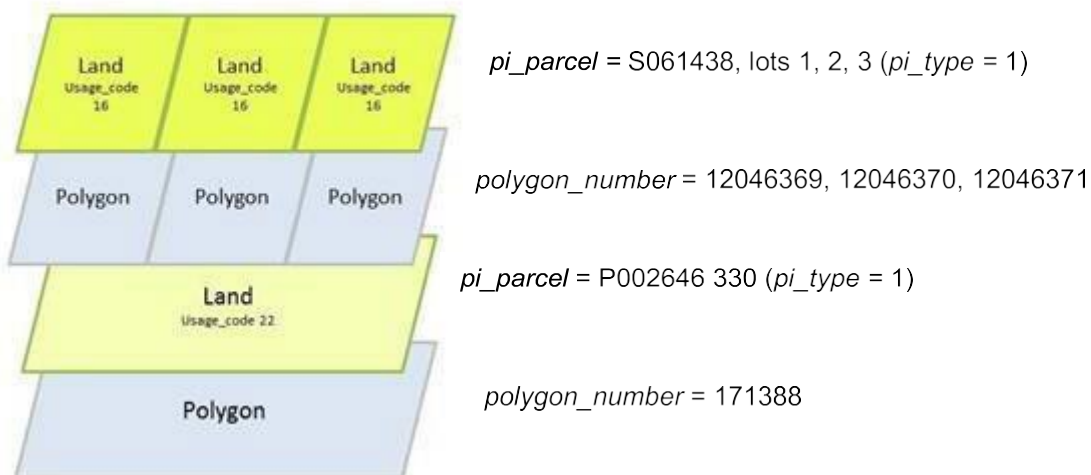 Land Land Land
Usage_code Usage_code Usage_code
16 16 16
pi_parcel = S061438, lots 1, 2, 3 (pi_type = 1)
Polygon Polygon Polygon
polygon_number = 12046369, 12046370, 12046371
Land
Usage_code 22
pi_parcel = P002646 330 (pi_type = 1)
Polygon
polygon_number = 171388